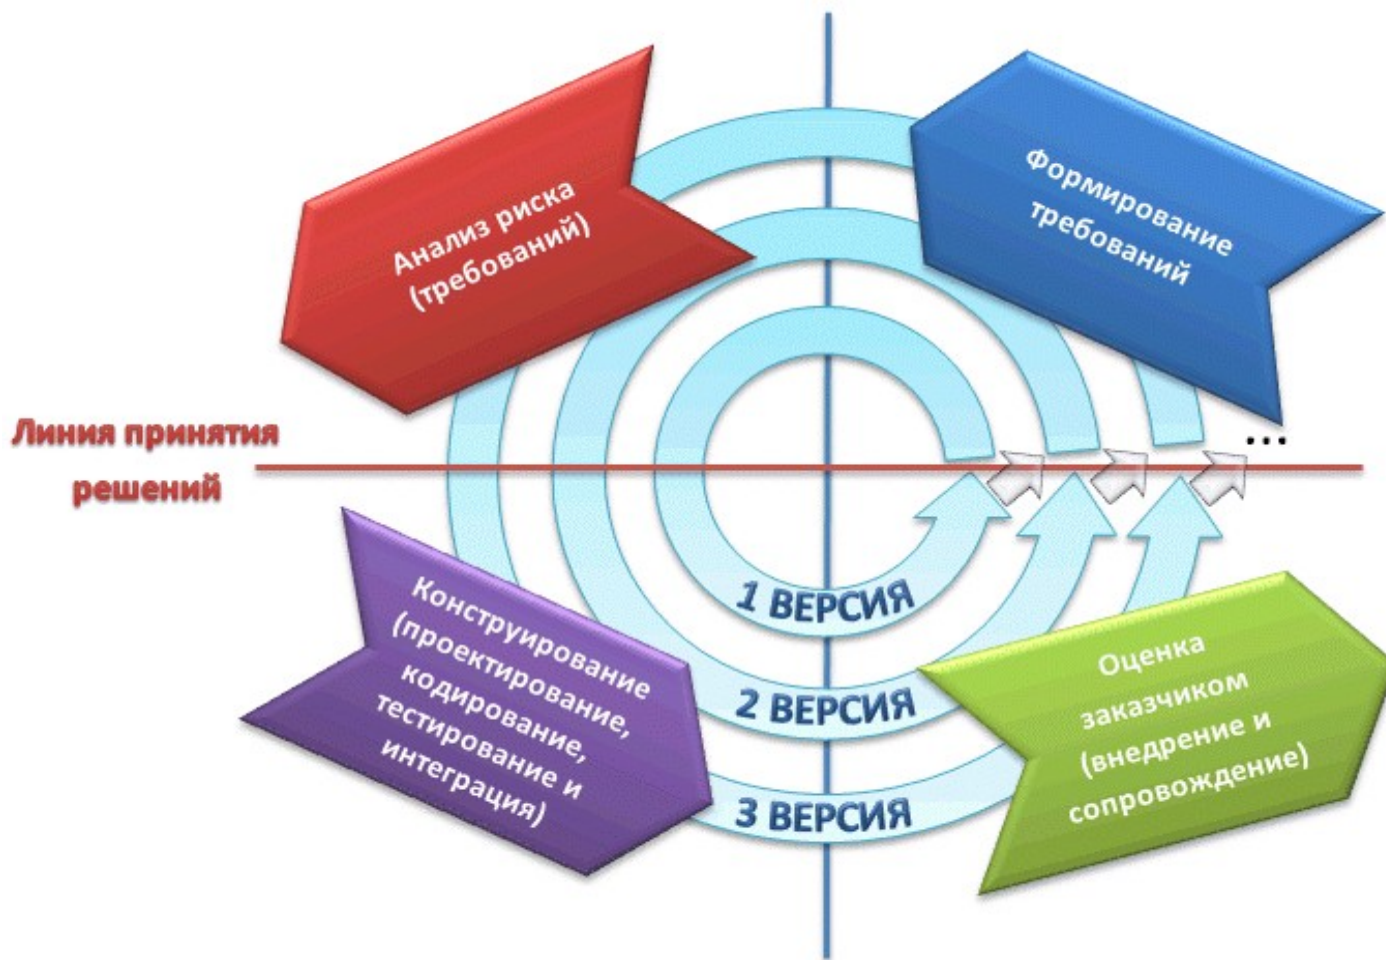 Анализ риска
(требований)
Формирование
требований
Линия принятия
решений
...
Конструирование
(проектирование,
кодирование,
тестирование и
интеграция)
1 ВЕРСИЯ
2 ВЕРСИЯ
3 ВЕРСИЯ
Оценка
заказчиком
(внедрение и
сопровождение)